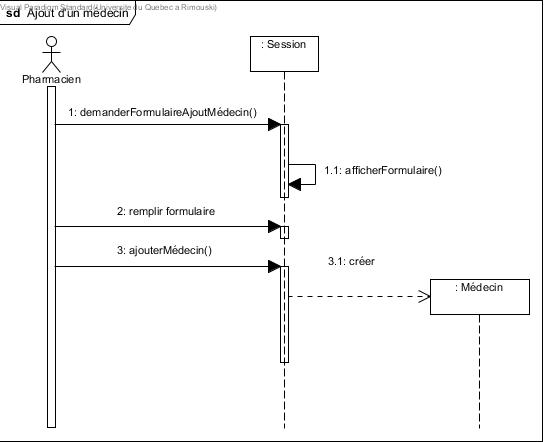 Visual Paradigm Standard(Universite du Quebec a Rimouski)
sd Ajout d'un médecin
: Session
Pharmacien
1: demanderFormulaireAjoutMédecin()
1.1: afficherFormulaire()
2: remplir formulaire
3: ajouterMédecin()
3.1: créer
: Médecin